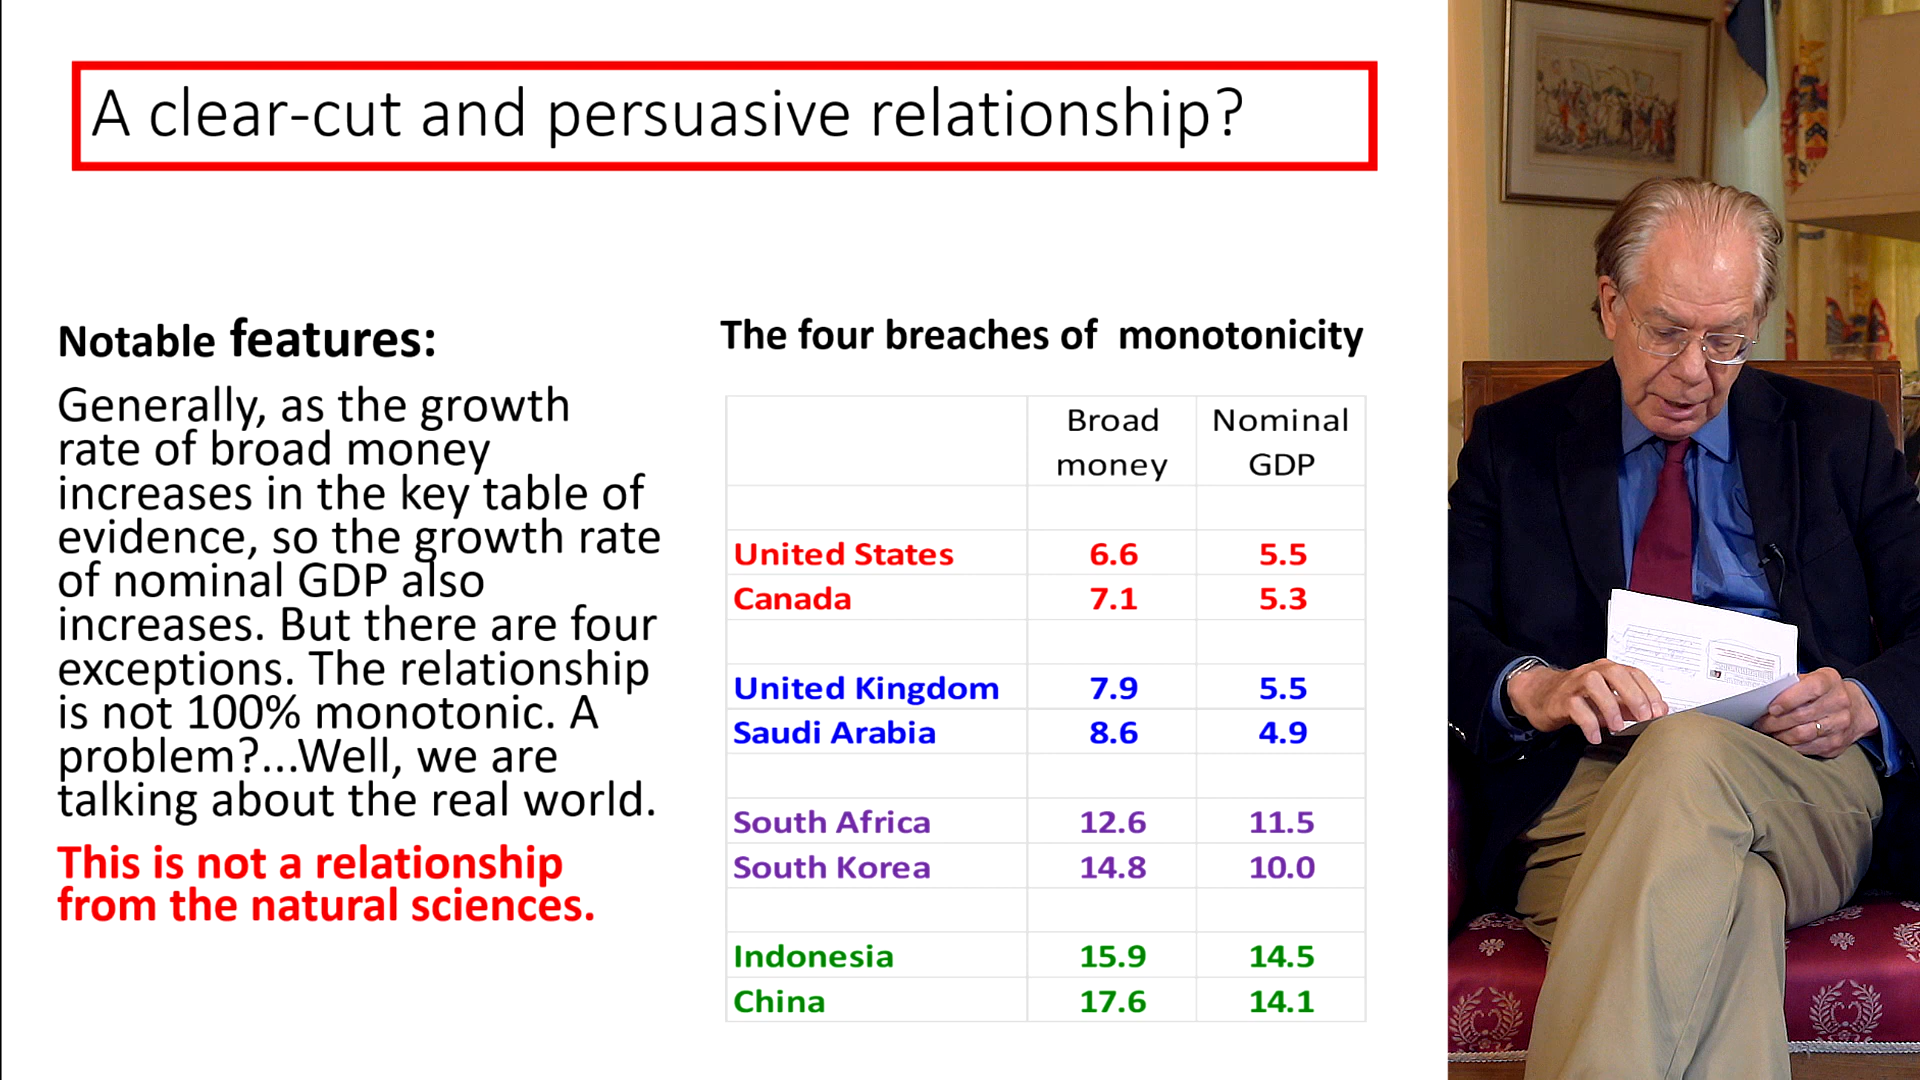 A clear-cut and persuasive relationship?
Notable features:
Generally, as the growth
rate of broad money
increases in the key table of
evidence, so the growth rate
of nominal GDP also
increases. But there are four
exceptions. The relationship
is not 100% monotonic. A
problem?...Well, we are
talking about the real world.
This is not a relationship
from the natural sciences.
The four breaches of monotonicity
Broad money Nominal GDP
United States 6.6 5.5
Canada 7.1 5.3
United Kingdom 7.9 5.5
Saudi Arabia 8.6 4.9
South Africa 12.6 11.5
South Korea 14.8 10.0
Indonesia 15.9 14.5
China 17.6 14.1